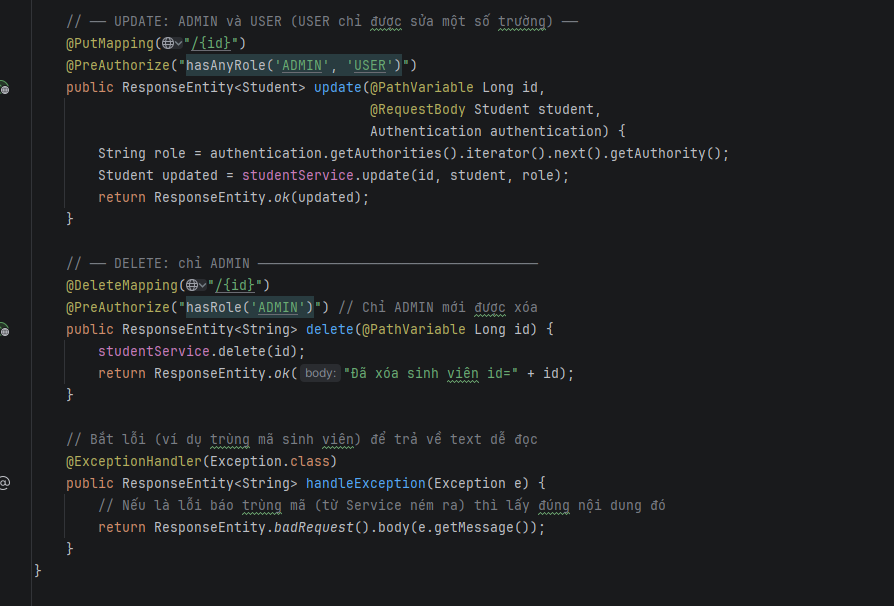 // —— UPDATE: ADMIN và USER (USER chỉ được sửa một số trường) ——
@PutMapping("/{id}")
@PreAuthorize("hasAnyRole('ADMIN', 'USER')")
public ResponseEntity<Student> update(@PathVariable Long id,
@RequestBody Student student,
Authentication authentication) {
String role = authentication.getAuthorities().iterator().next().getAuthority();
Student updated = studentService.update(id, student, role);
return ResponseEntity.ok(updated);
}
// —— DELETE: chỉ ADMIN ———————————————————————————————————
@DeleteMapping("/{id}")
@PreAuthorize("hasRole('ADMIN')") // Chỉ ADMIN mới được xóa
public ResponseEntity<String> delete(@PathVariable Long id) {
studentService.delete(id);
return ResponseEntity.ok( body: "Đã xóa sinh viên id=" + id);
}
// Bắt lỗi (ví dụ trùng mã sinh viên) để trả về text dễ đọc
@ExceptionHandler(Exception.class)
public ResponseEntity<String> handleException(Exception e) {
// Nếu là lỗi báo trùng mã (từ Service ném ra) thì lấy đúng nội dung đó
return ResponseEntity.badRequest().body(e.getMessage());
}
}